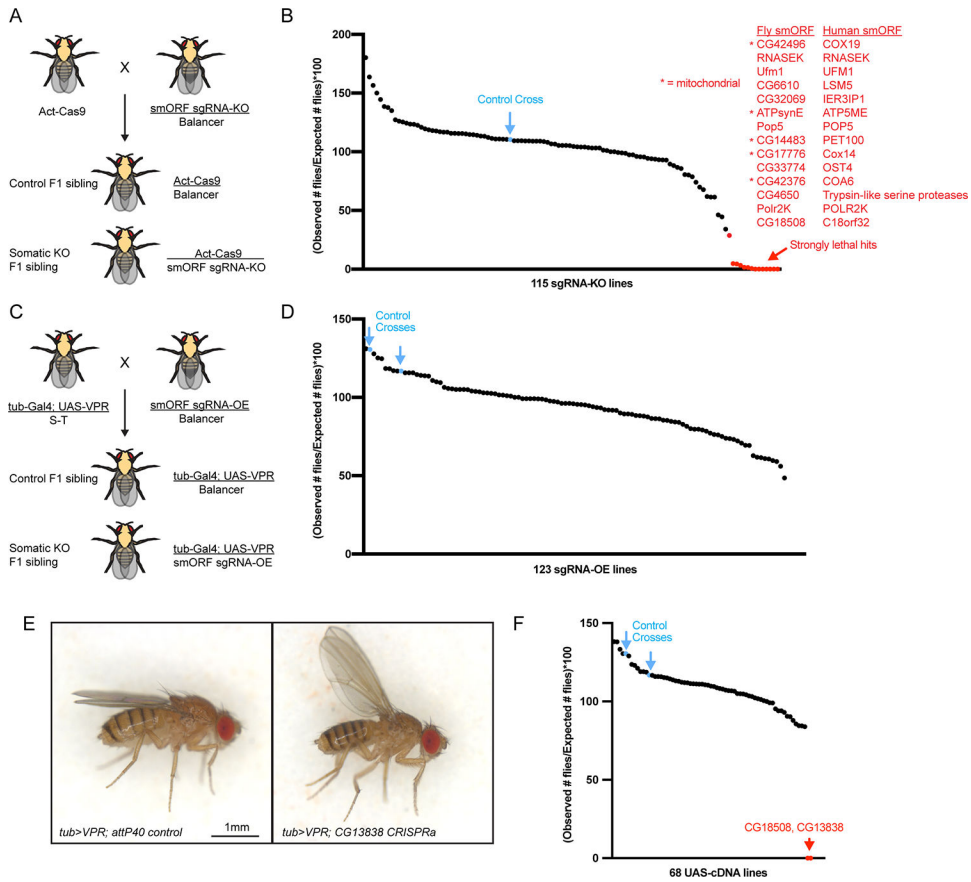 A
X
Act-Cas9
smORF sgRNA-KO
Balancer
Control F1 sibling
Act-Cas9
Balancer
Somatic KO
F1 sibling
Act-Cas9
smORF sgRNA-KO
B
(Observed # flies/Expected # flies)*100
200
150
100
50
0
Control Cross
* = mitochondrial
Fly smORF Human smORF
* CG42496 COX19
RNASEK RNASEK
Ufm1 UFM1
CG6610 LSM5
CG32069 IER3IP1
* ATPsynE ATP5ME
Pop5 POP5
* CG14483 PET100
* CG17776 Cox14
CG33774 OST4
* CG42376 COA6
CG4650 Trypsin-like serine proteases
Polr2K POLR2K
CG18508 C18orf32
Strongly lethal hits
115 sgRNA-KO lines
C
X
tub-Gal4; UAS-VPR
S-T
smORF sgRNA-OE
Balancer
Control F1 sibling
tub-Gal4; UAS-VPR
Balancer
Somatic KO
F1 sibling
tub-Gal4; UAS-VPR
smORF sgRNA-OE
D
(Observed # flies/Expected # flies)*100
150
100
50
0
Control
Crosses
123 sgRNA-OE lines
E
tub>VPR; attP40 control
1mm
tub>VPR; CG13838 CRISPRa
F
(Observed # flies/Expected # flies)*100
150
100
50
0
Control
Crosses
CG18508, CG13838
68 UAS-cDNA lines